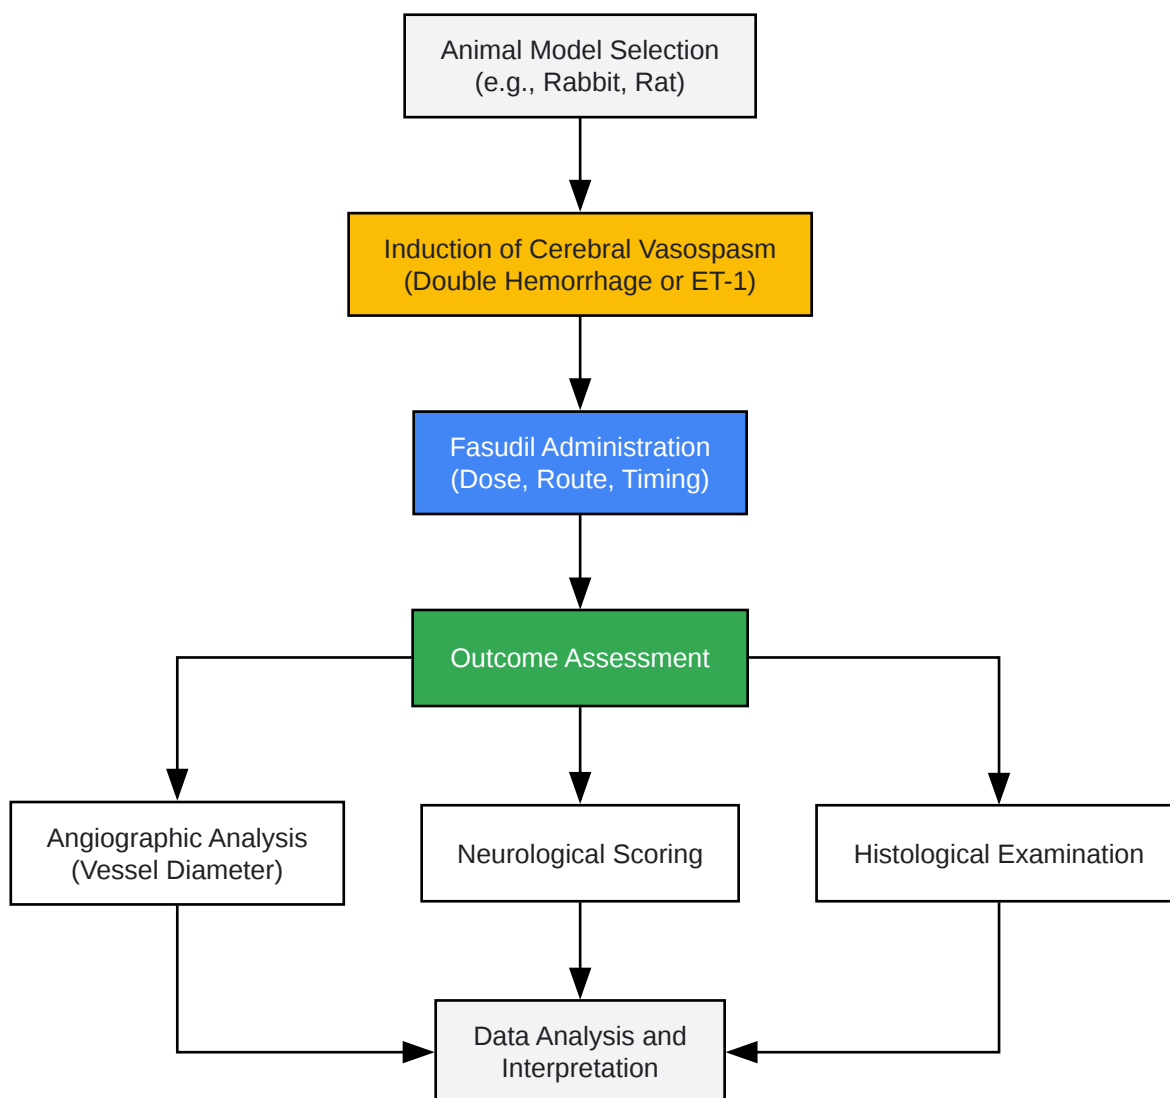 Animal Model Selection
(e.g., Rabbit, Rat)
Induction of Cerebral Vasospasm
(Double Hemorrhage or ET-1)
Fasudil Administration
(Dose, Route, Timing)
Outcome Assessment
Angiographic Analysis
(Vessel Diameter)
Neurological Scoring
Histological Examination
Data Analysis and
Interpretation